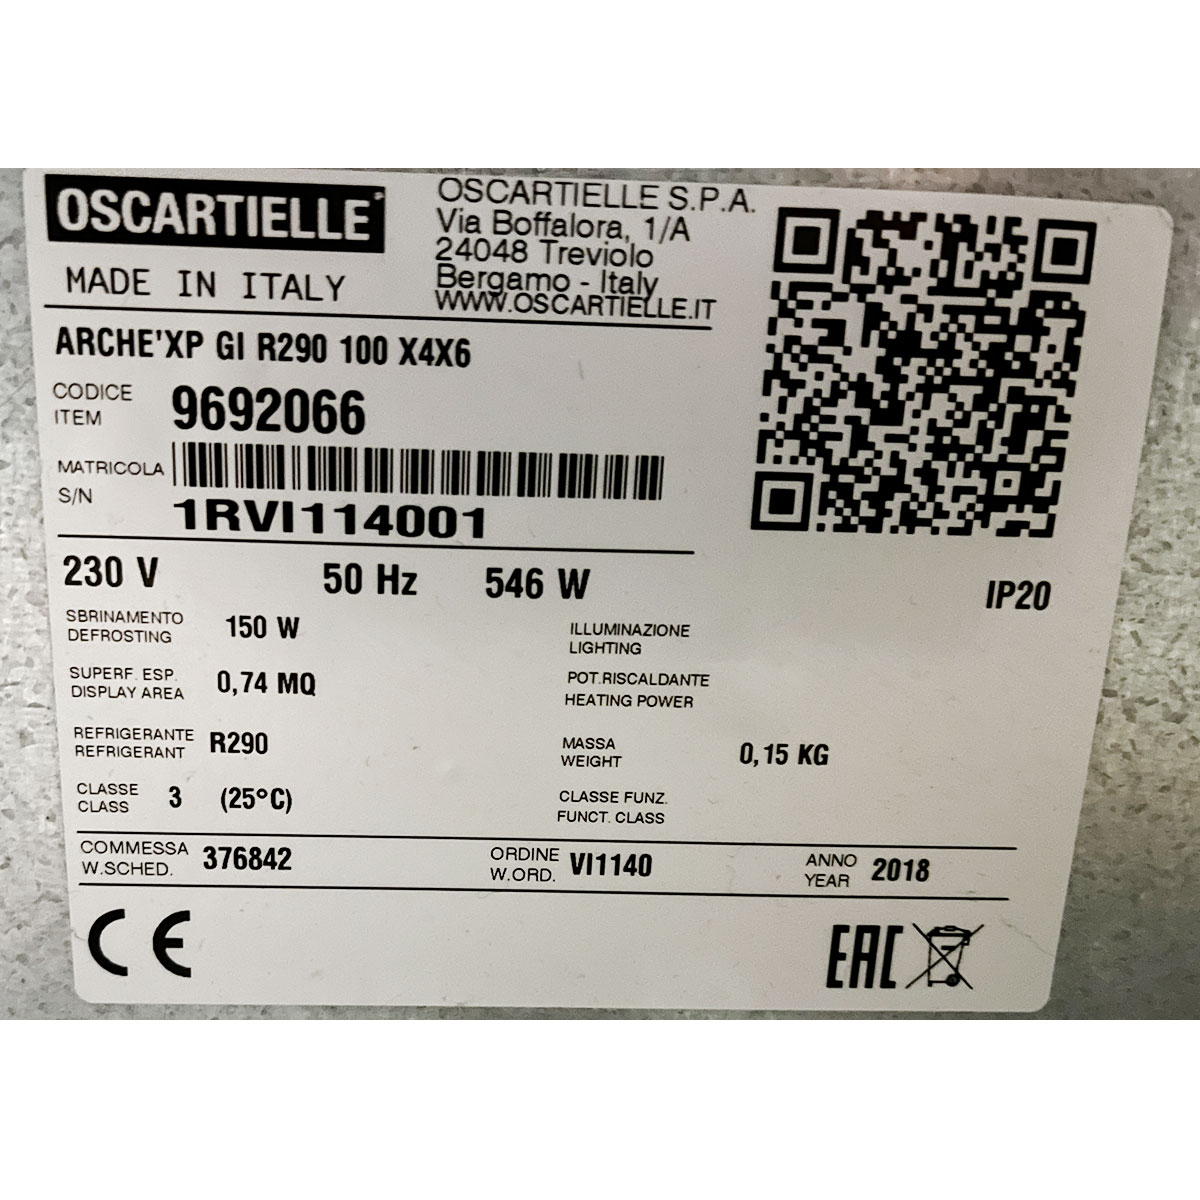 OSCARTIELLE
MADE IN ITALY
OSCARTIELLE S.P.A.
Via Boffalora, 1/A
24048 Treviolo
Bergamo - Italy
WWW.OSCARTIELLE.IT
ARCHE'XP GI R290 100 X4X6
CODICE
ITEM
9692066
MATRICOLA
S/N
1RVI114001
230 V 50 Hz 546 W IP20
SBRINAMENTO
DEFROSTING
150 W
ILLUMINAZIONE
LIGHTING
SUPERF. ESP.
DISPLAY AREA
0,74 MQ
POT.RISCALDANTE
HEATING POWER
REFRIGERANTE
REFRIGERANT
R290
MASSA
WEIGHT
0,15 KG
CLASSE
CLASS
3 (25°C)
CLASSE FUNZ.
FUNCT. CLASS
COMMESSA
W.SCHED.
376842
ORDINE
W.ORD.
VI1140
ANNO
YEAR
2018
CE
EAC